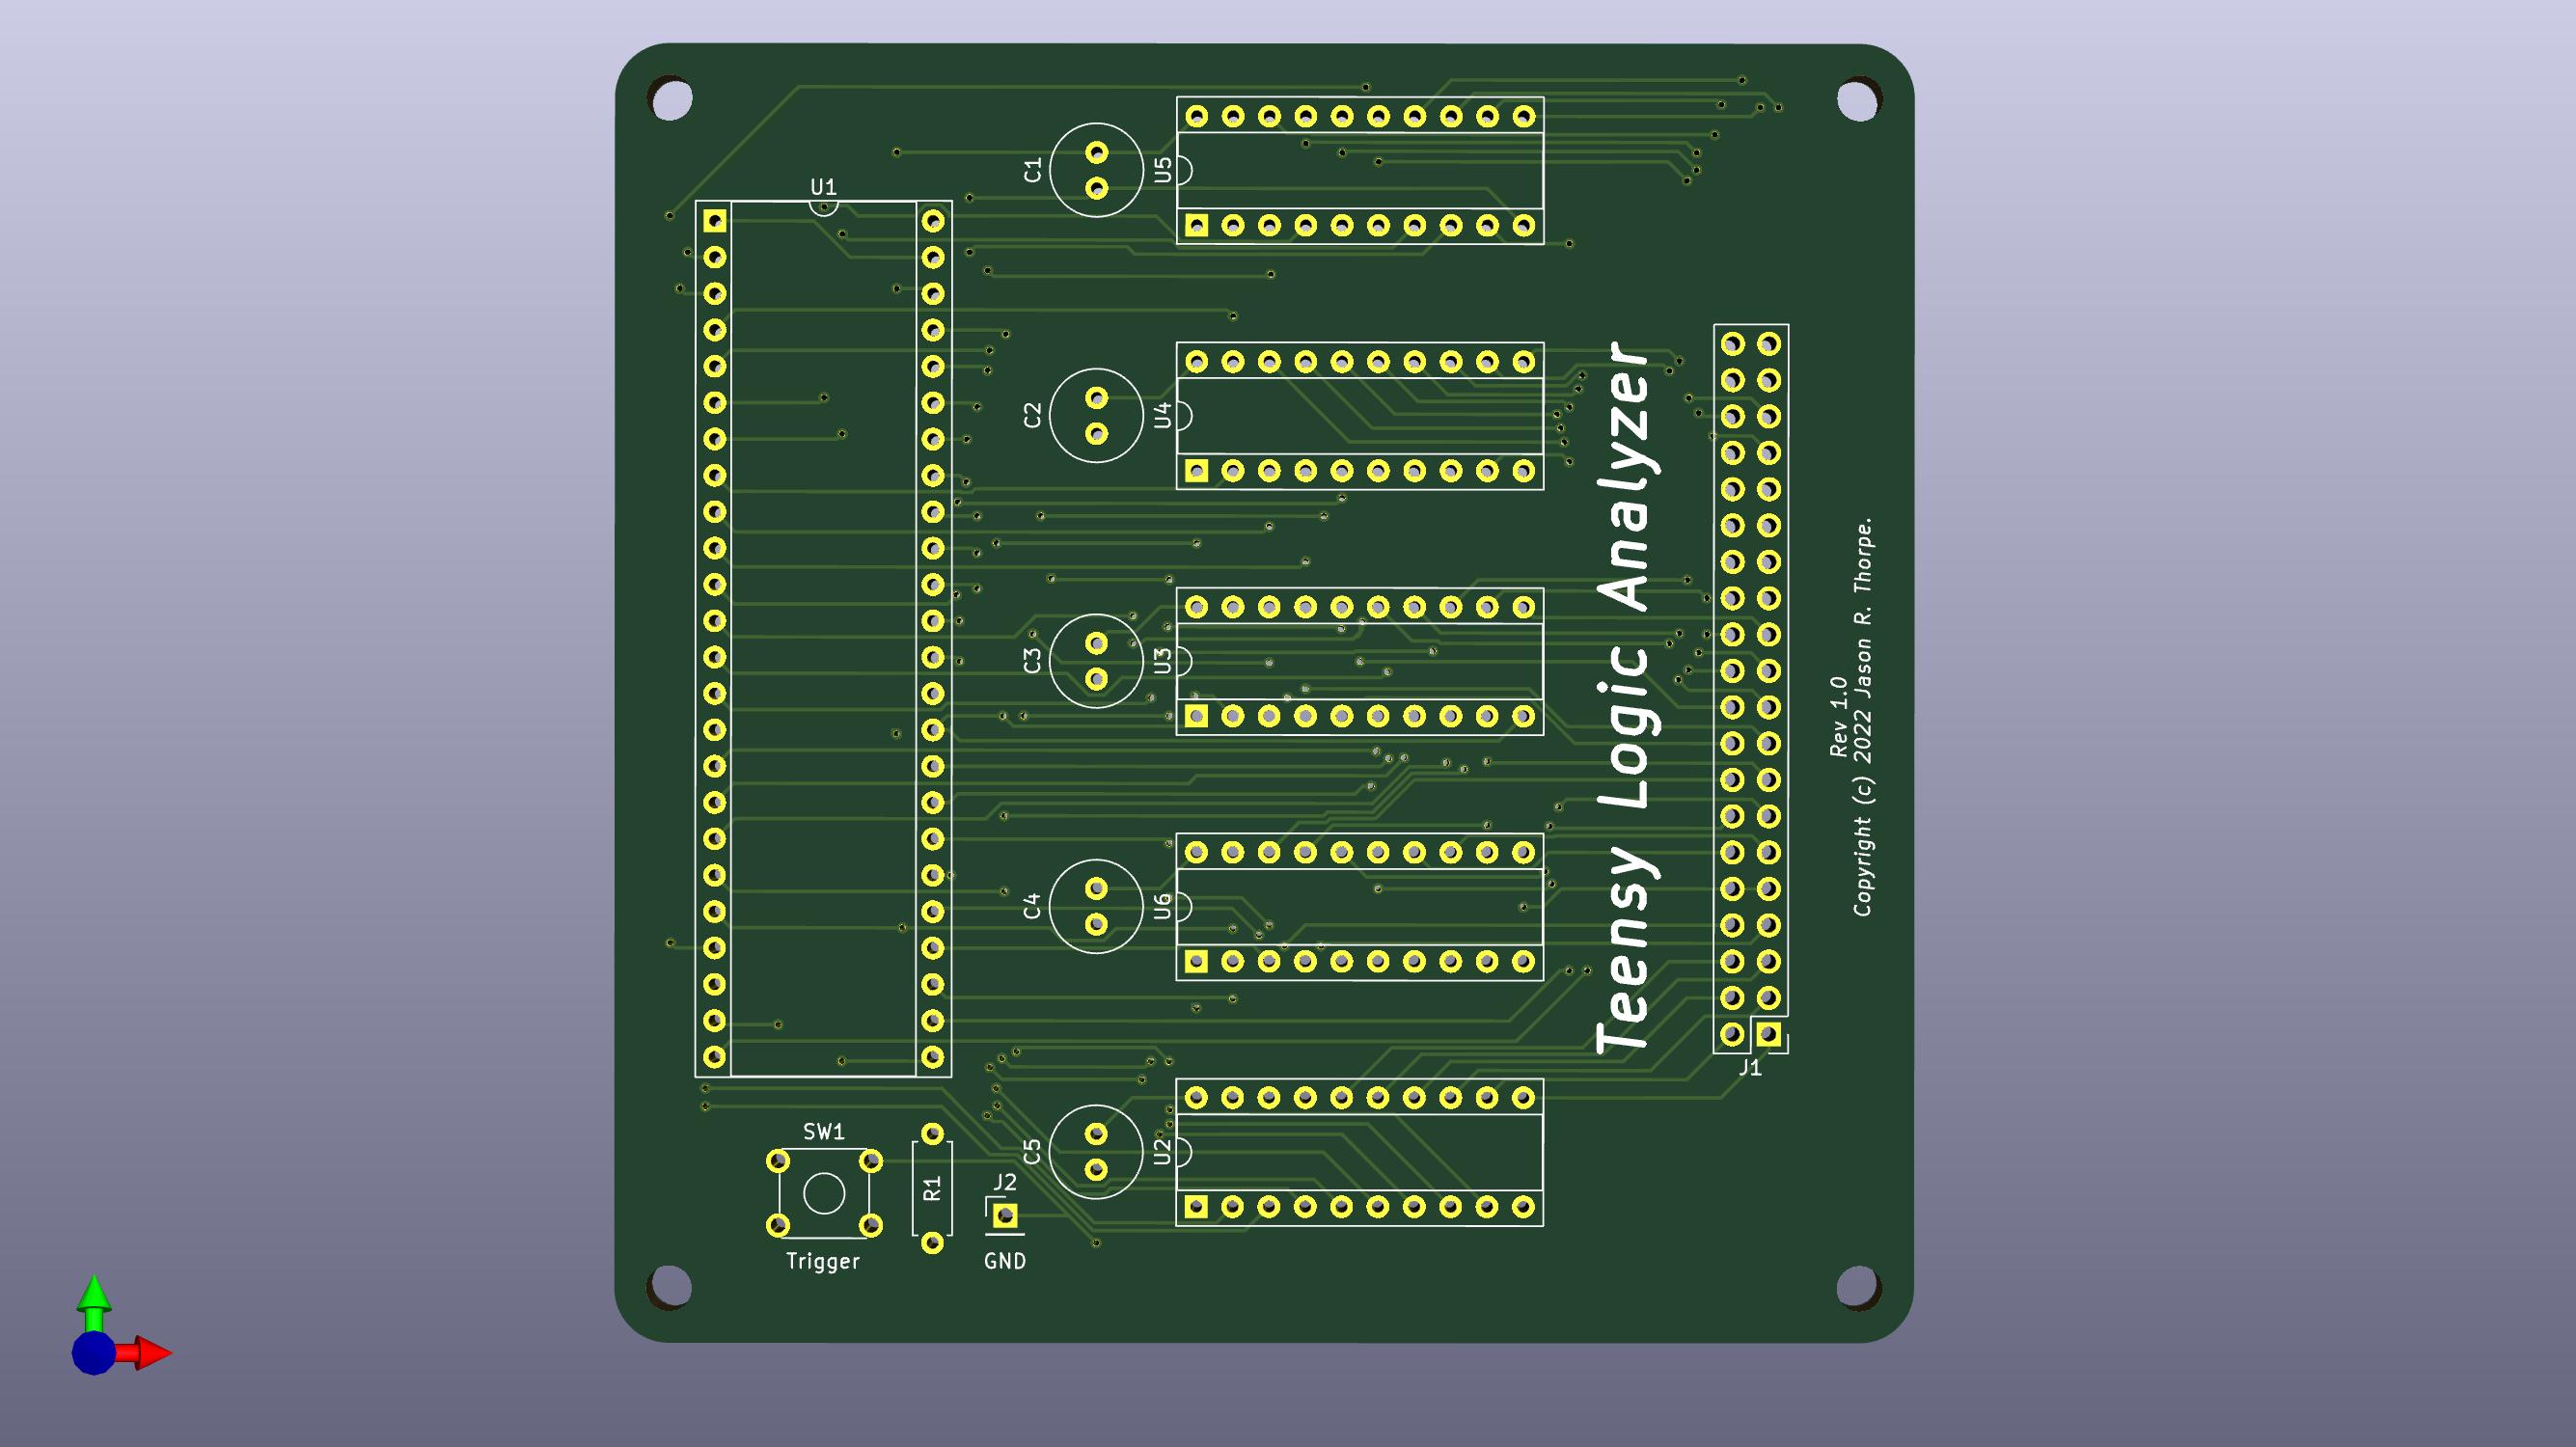 C1
U5
U1
C2
U4
Teensy Logic Analyzer
Rev 1.0
Copyright (c) 2022 Jason R. Thorpe.
C3
U3
C4
U6
J1
SW1
R1
J2
C5
U2
Trigger
GND